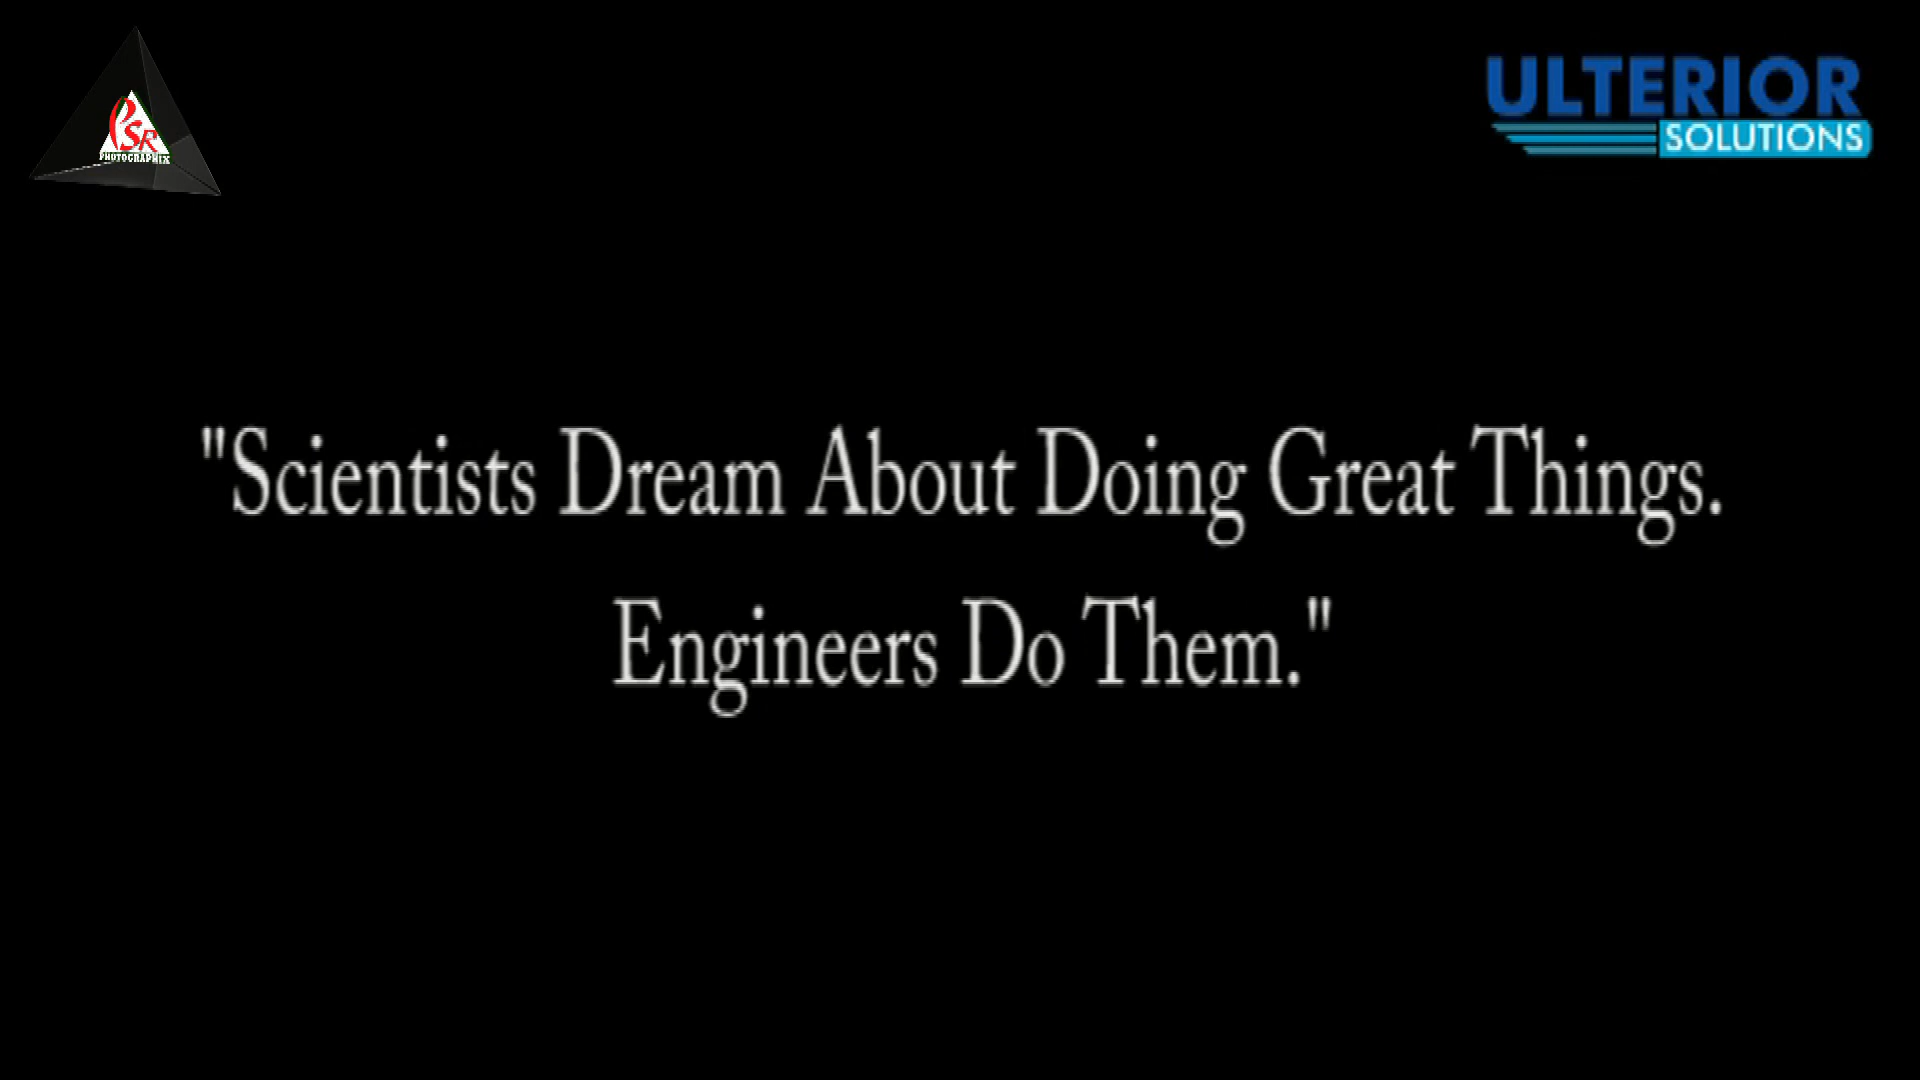 PSR
PHOTOGRAPHIX
ULTERIOR
SOLUTIONS
"Scientists Dream About Doing Great Things.
Engineers Do Them."